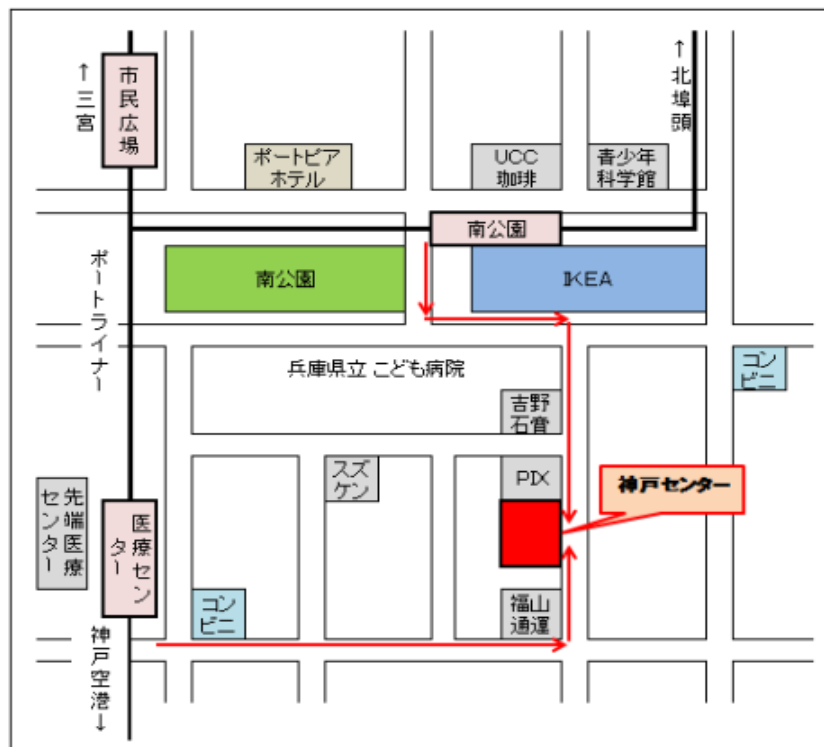 ↑三宮
市民広場
↑北埠頭
ポートピア
ホテル
UCC
珈琲
青少年
科学館
南公園
南公園
IKEA
ポートライナー
兵庫県立こども病院
コン
ビニ
吉野
石膏
スズ
ケン
PIX
神戸センター
先端医療
センター
医療セン
ター
コン
ビニ
福山
通運
神戸空港↓